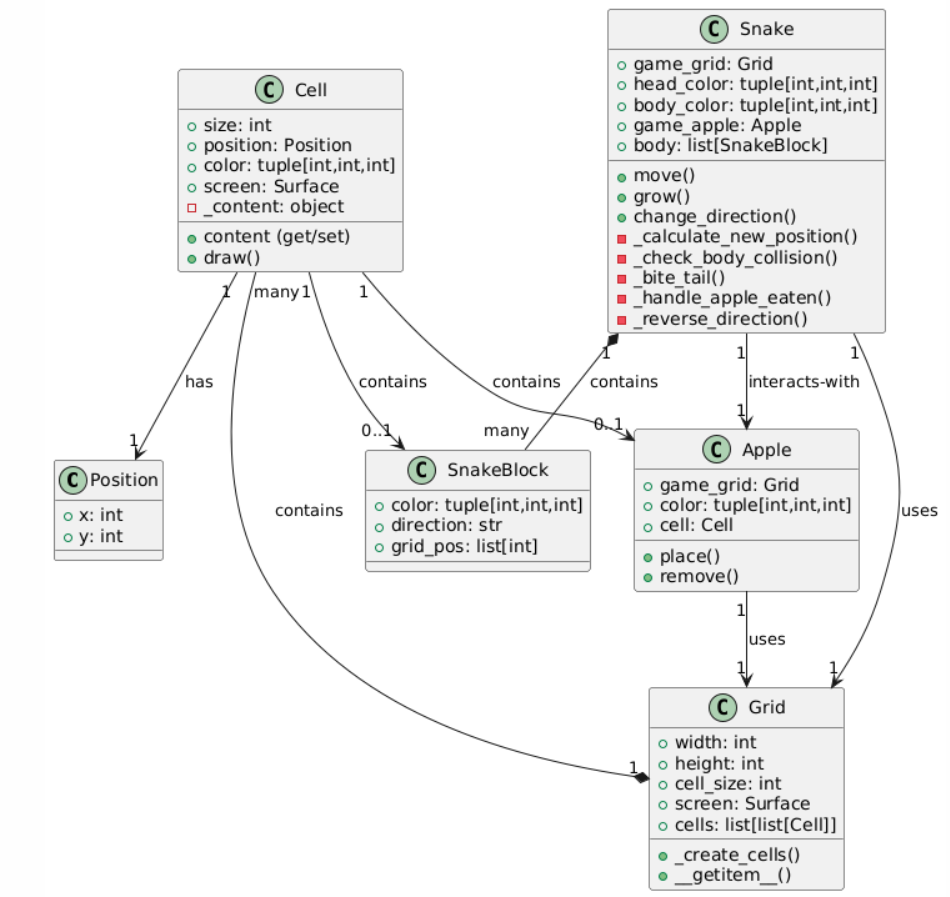 C Snake
game_grid: Grid
head_color: tuple[int,int,int]
body_color: tuple[int,int,int]
game_apple: Apple
body: list[SnakeBlock]
move()
grow()
change_direction()
_calculate_new_position()
_check_body_collision()
_bite_tail()
_handle_apple_eaten()
_reverse_direction()
C Cell
size: int
position: Position
color: tuple[int,int,int]
screen: Surface
_content: object
content (get/set)
draw()
1 many 1 1
1 1 1
has contains contains contains interacts-with
1 0..1 many 0..1 1
C Position
x: int
y: int
C SnakeBlock
color: tuple[int,int,int]
direction: str
grid_pos: list[int]
C Apple
game_grid: Grid
color: tuple[int,int,int]
cell: Cell
place()
remove()
contains uses
1
uses
1 1
1
C Grid
width: int
height: int
cell_size: int
screen: Surface
cells: list[list[Cell]]
_create_cells()
__getitem__()